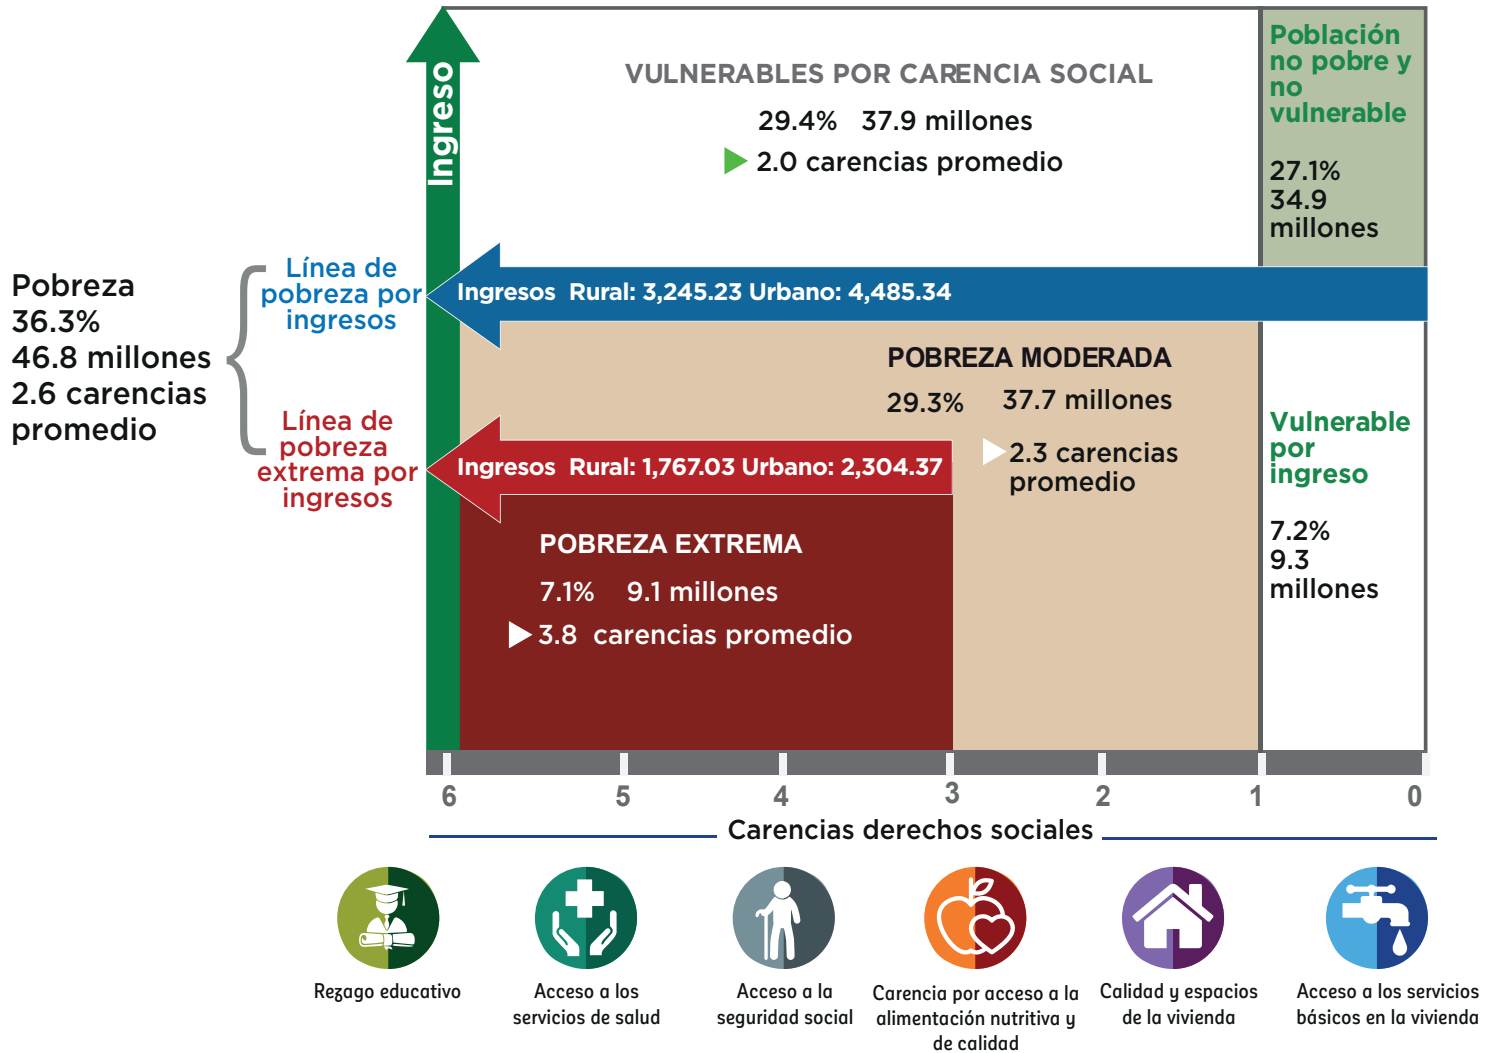 Ingreso
VULNERABLES POR CARENCIA SOCIAL
29.4% 37.9 millones
2.0 carencias promedio
Población
no pobre y
no
vulnerable
27.1%
34.9
millones
Pobreza
36.3%
46.8 millones
2.6 carencias
promedio
Línea de
pobreza por
ingresos
Ingresos Rural: 3,245.23 Urbano: 4,485.34
POBREZA MODERADA
29.3% 37.7 millones
2.3 carencias
promedio
Línea de
pobreza
extrema por
ingresos
Ingresos Rural: 1,767.03 Urbano: 2,304.37
POBREZA EXTREMA
7.1% 9.1 millones
3.8 carencias promedio
Vulnerable
por
ingreso
7.2%
9.3
millones
6 5 4 3 2 1 0
Carencias derechos sociales
Rezago educativo
Acceso a los
servicios de salud
Acceso a la
seguridad social
Carencia por acceso a la
alimentación nutritiva y
de calidad
Calidad y espacios
de la vivienda
Acceso a los servicios
básicos en la vivienda